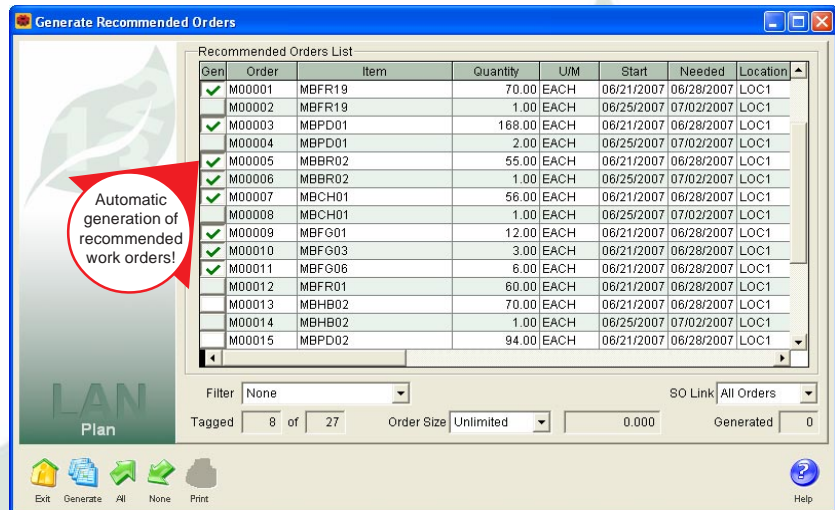 Generate Recommended Orders
Recommended Orders List
Gen Order Item Quantity U/M Start Needed Location
M00001 MBFR19 70.00 EACH 06/21/2007 06/28/2007 LOC1
M00002 MBFR19 1.00 EACH 06/25/2007 07/02/2007 LOC1
M00003 MBPD01 168.00 EACH 06/21/2007 06/28/2007 LOC1
M00004 MBPD01 2.00 EACH 06/25/2007 07/02/2007 LOC1
M00005 MBBR02 55.00 EACH 06/21/2007 06/28/2007 LOC1
M00006 MBBR02 1.00 EACH 06/25/2007 07/02/2007 LOC1
M00007 MBCH01 56.00 EACH 06/21/2007 06/28/2007 LOC1
M00008 MBCH01 1.00 EACH 06/25/2007 07/02/2007 LOC1
M00009 MBFG01 12.00 EACH 06/21/2007 06/28/2007 LOC1
M00010 MBFG03 3.00 EACH 06/21/2007 06/28/2007 LOC1
M00011 MBFG06 6.00 EACH 06/21/2007 06/28/2007 LOC1
M00012 MBFR01 60.00 EACH 06/21/2007 06/28/2007 LOC1
M00013 MBHB02 70.00 EACH 06/21/2007 06/28/2007 LOC1
M00014 MBHB02 1.00 EACH 06/25/2007 07/02/2007 LOC1
M00015 MBPD02 94.00 EACH 06/21/2007 06/28/2007 LOC1
Automatic
generation of
recommended
work orders!
LAN
Plan
Filter None SO Link All Orders
Tagged 8 of 27 Order Size Unlimited 0.000 Generated 0
Exit Generate All None Print Help